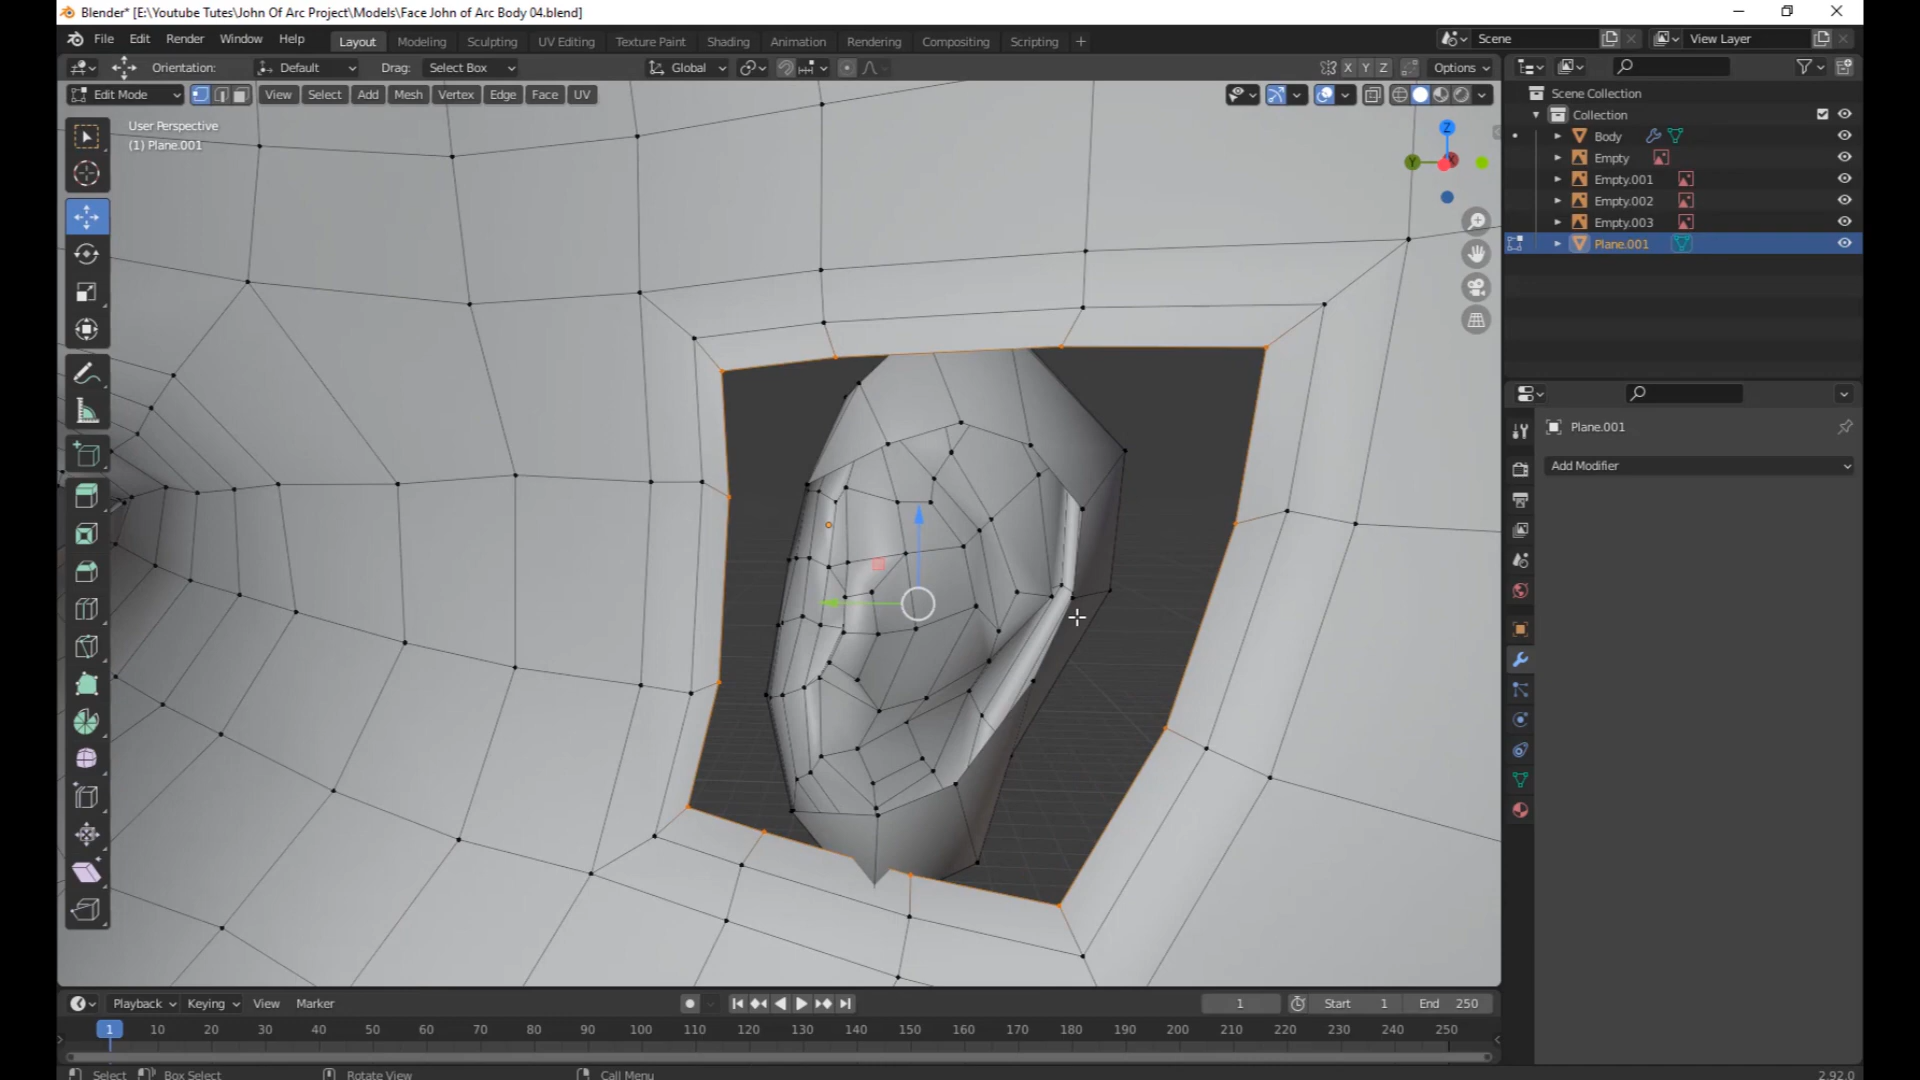 Blender* [E:\Youtube Tutes\John Of Arc Project\Models\Face John of Arc Body 04.blend]
File Edit Render Window Help Layout Modeling Sculpting UV Editing Texture Paint Shading Animation Rendering Compositing Scripting + Scene View Layer
Orientation: Default Drag: Select Box Global X Y Z Options
Edit Mode View Select Add Mesh Vertex Edge Face UV
Scene Collection
Collection
Body
Empty
Empty.001
Empty.002
Empty.003
Plane.001
User Perspective
(1) Plane.001
Z
Y
X
Plane.001
Add Modifier
Playback Keying View Marker 1 Start 1 End 250
1 10 20 30 40 50 60 70 80 90 100 110 120 130 140 150 160 170 180 190 200 210 220 230 240 250
Select Box Select Rotate View Call Menu 2.92.0